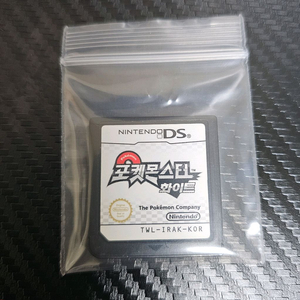 NINTENDO DS
포켓몬스터
화이트
The Pokémon Company
Nintendo
TWL-IRAK-KOR